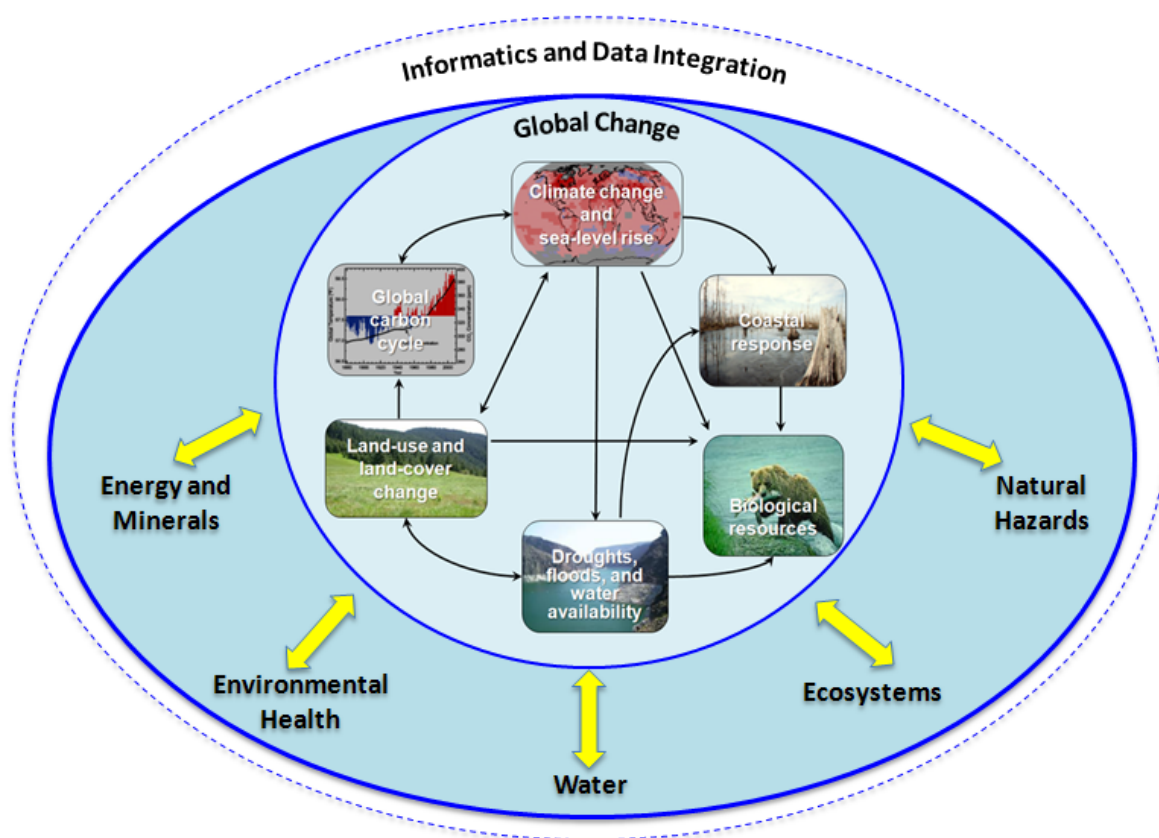 Informatics and Data Integration
Global Change
Climate change
and
sea-level rise
Global
carbon
cycle
Coastal
response
Land-use and
land-cover
change
Biological
resources
Droughts,
floods, and
water
availability
Energy and
Minerals
Natural
Hazards
Environmental
Health
Ecosystems
Water